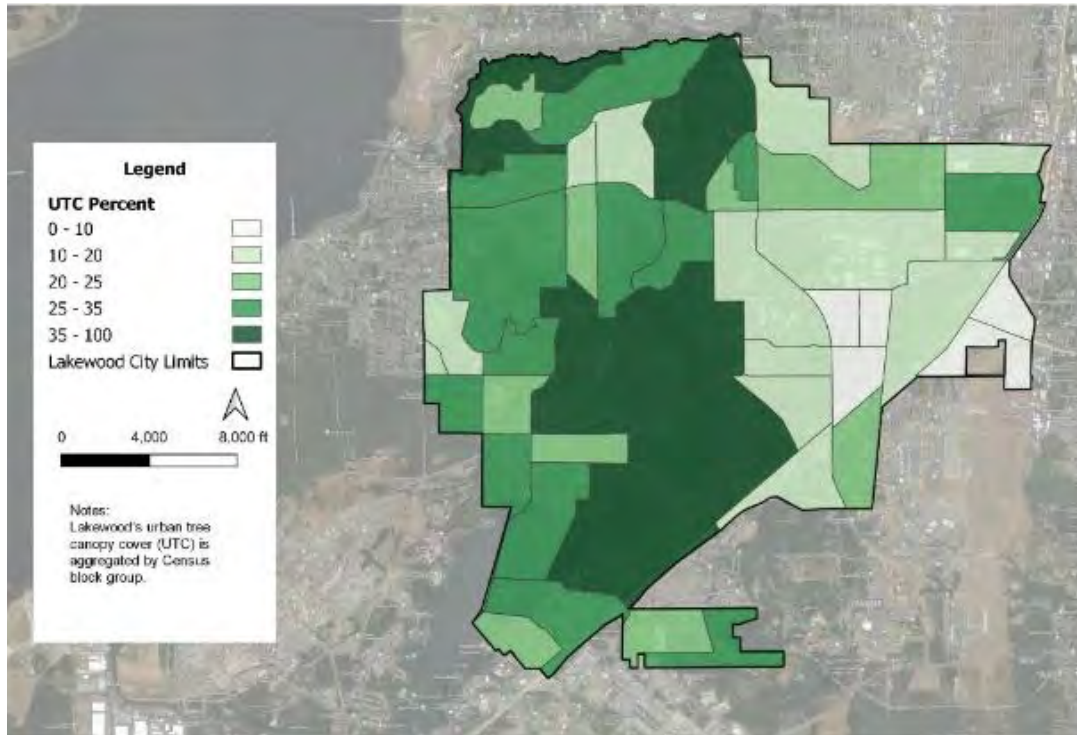 Legend
UTC Percent
0 - 10
10 - 20
20 - 25
25 - 35
35 - 100
Lakewood City Limits
0 4,000 8,000 ft
Notes:
Lakewood's urban tree
canopy cover (UTC) is
aggregated by Census
block group.